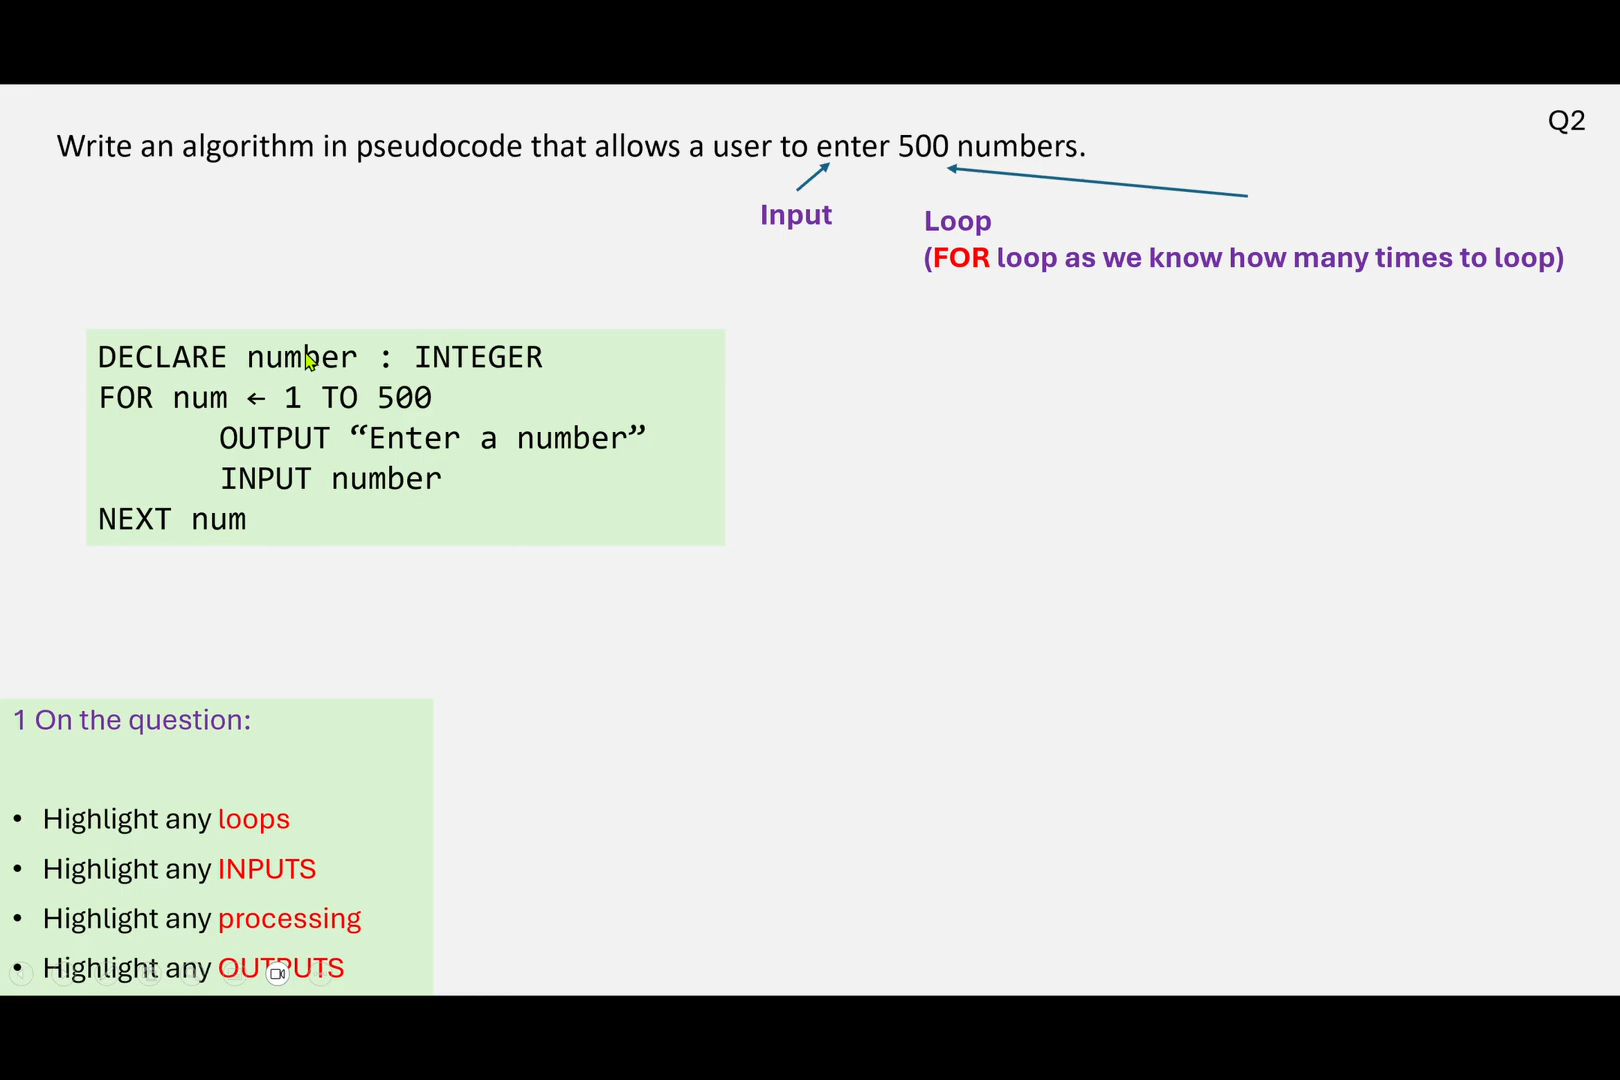 Q2
Write an algorithm in pseudocode that allows a user to enter 500 numbers.
Input
Loop
(FOR loop as we know how many times to loop)
DECLARE number : INTEGER
FOR num ← 1 TO 500
OUTPUT “Enter a number”
INPUT number
NEXT num
1 On the question:
• Highlight any loops
• Highlight any INPUTS
• Highlight any processing
• Highlight any OUTPUTS